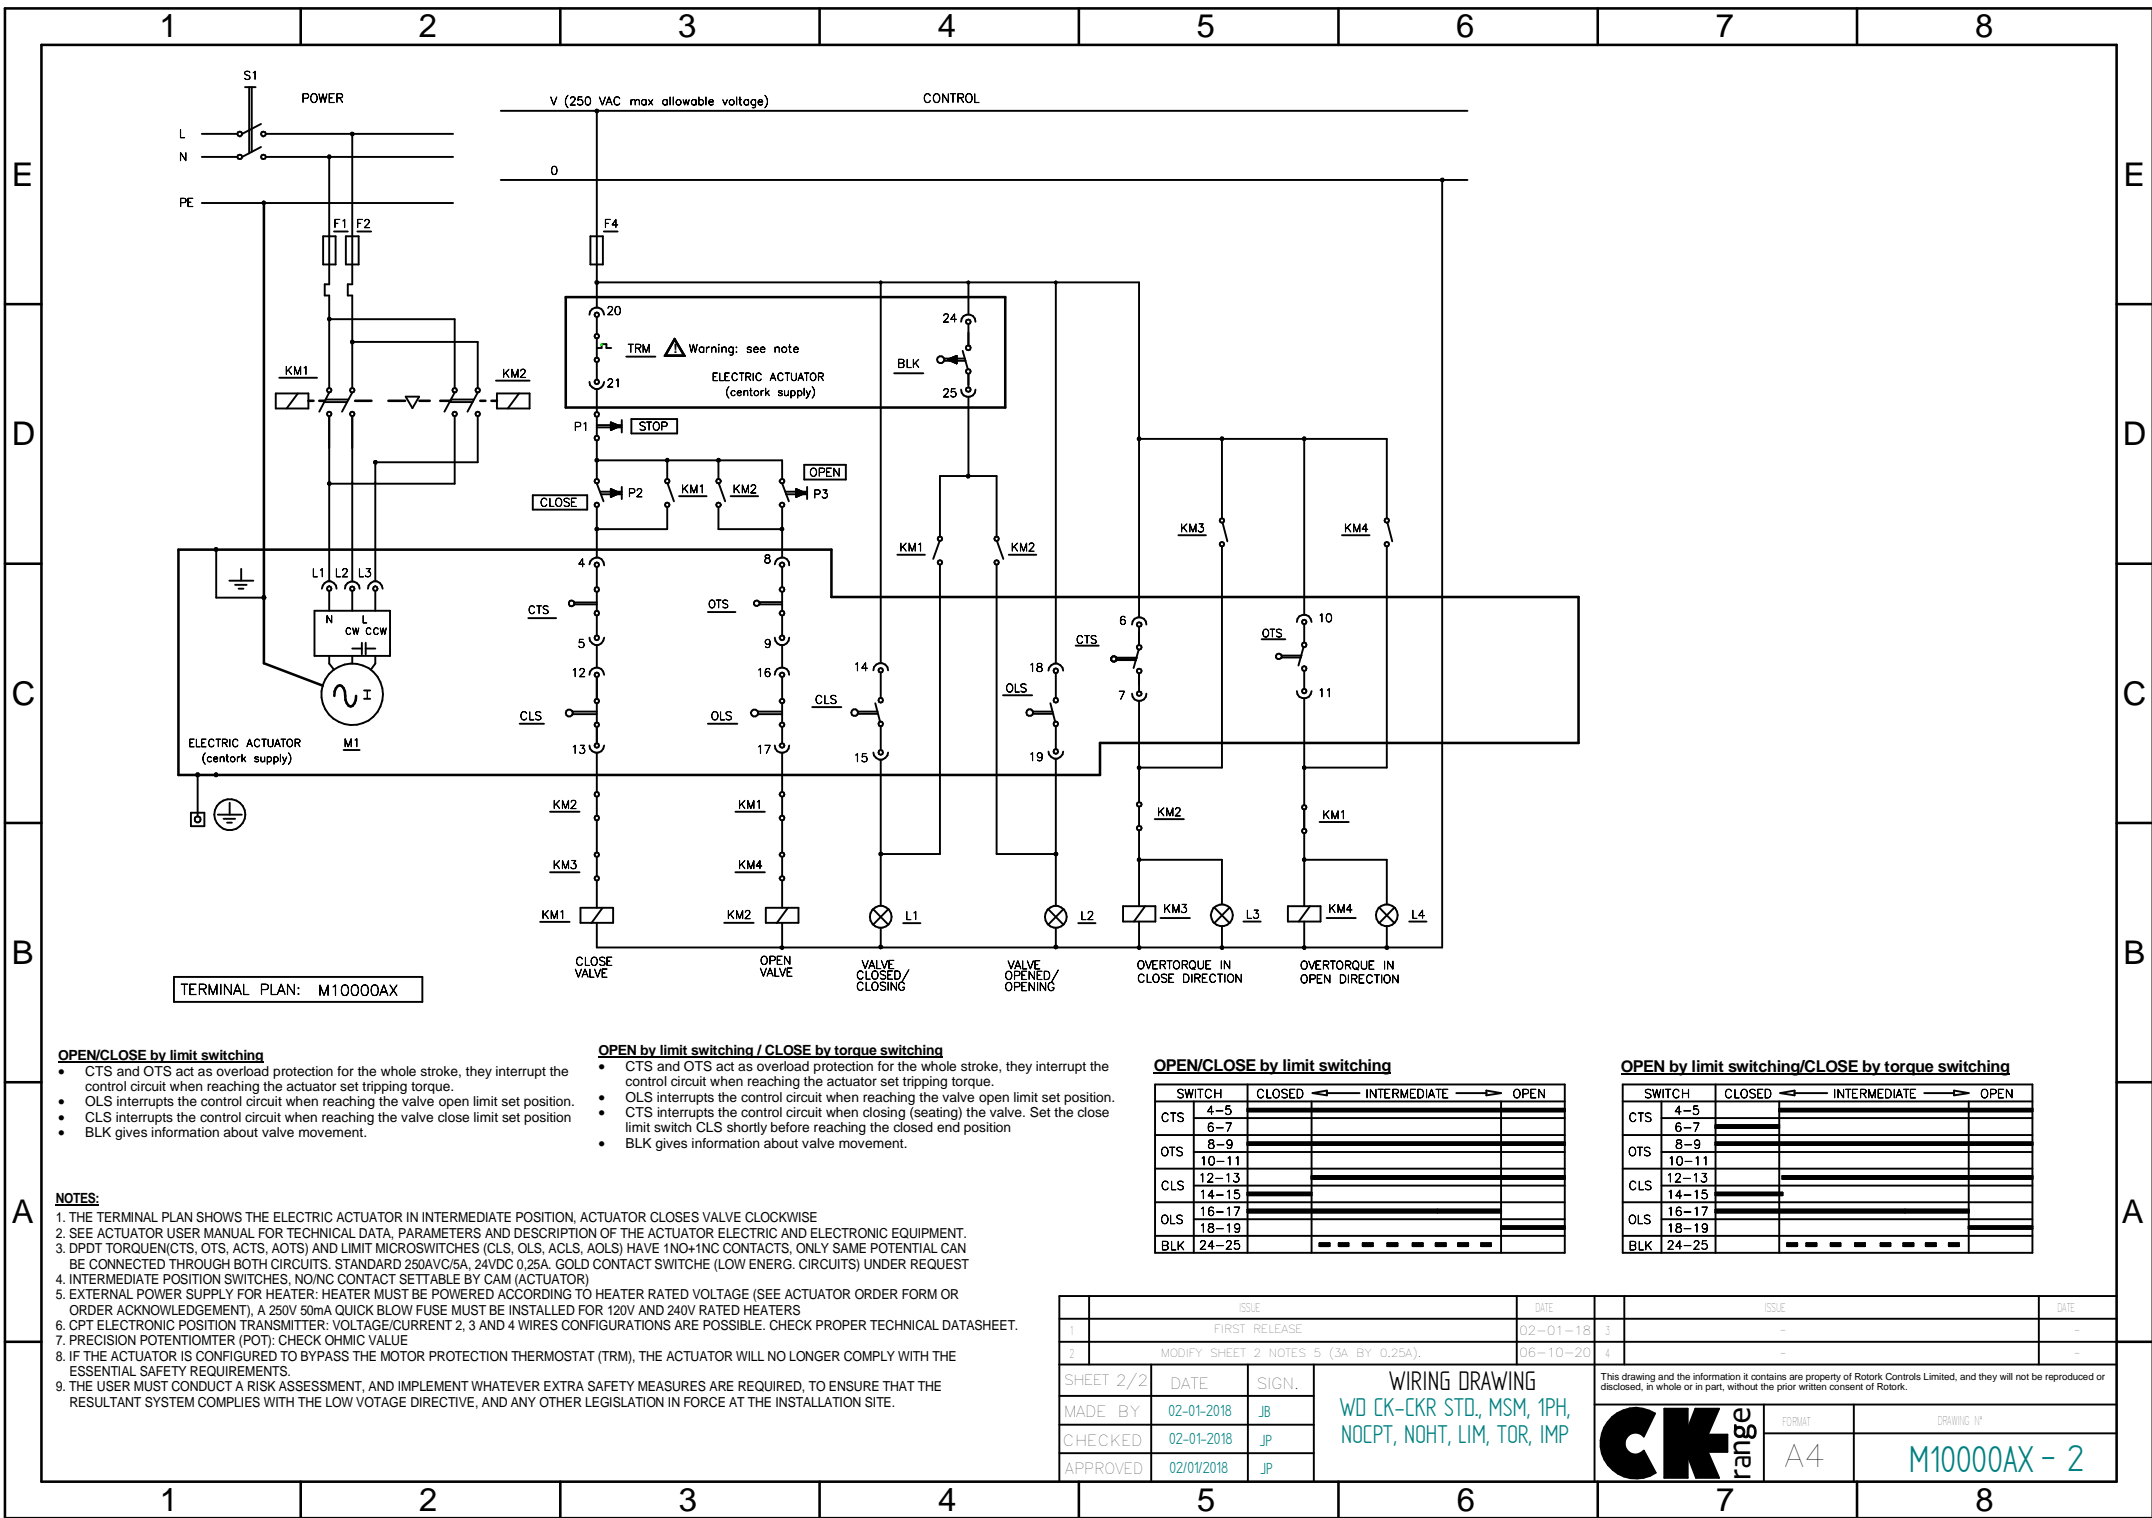 1 2 3 4 5 6 7 8
E
D
C
B
A
E
D
C
B
A
S1
POWER
L
N
PE
F1 F2
KM1
KM2
L1 L2 L3
N L
CW CCW
I
M1
ELECTRIC ACTUATOR
(centork supply)
V (250 VAC max allowable voltage)
CONTROL
0
F4
20
TRM Warning: see note
21
ELECTRIC ACTUATOR
(centork supply)
24
BLK
25
P1 STOP
CLOSE P2 KM1 KM2 P3 OPEN
4
CTS
5
12
CLS
13
KM2
KM3
KM1
CLOSE
VALVE
8
OTS
9
16
OLS
17
KM1
KM4
KM2
OPEN
VALVE
KM1 KM2
14
CLS
15
L1
VALVE
CLOSED/
CLOSING
18
OLS
19
L2
VALVE
OPENED/
OPENING
KM3
6
CTS
7
KM2
KM3 L3
OVERTORQUE IN
CLOSE DIRECTION
KM4
10
OTS
11
KM1
KM4 L4
OVERTORQUE IN
OPEN DIRECTION
TERMINAL PLAN: M10000AX
OPEN/CLOSE by limit switching
• CTS and OTS act as overload protection for the whole stroke, they interrupt the
control circuit when reaching the actuator set tripping torque.
• OLS interrupts the control circuit when reaching the valve open limit set position.
• CLS interrupts the control circuit when reaching the valve close limit set position
• BLK gives information about valve movement.
OPEN by limit switching / CLOSE by torque switching
• CTS and OTS act as overload protection for the whole stroke, they interrupt the
control circuit when reaching the actuator set tripping torque.
• OLS interrupts the control circuit when reaching the valve open limit set position.
• CTS interrupts the control circuit when closing (seating) the valve. Set the close
limit switch CLS shortly before reaching the closed end position
• BLK gives information about valve movement.
OPEN/CLOSE by limit switching
SWITCH CLOSED INTERMEDIATE OPEN
CTS 4-5
6-7
OTS 8-9
10-11
CLS 12-13
14-15
OLS 16-17
18-19
BLK 24-25
OPEN by limit switching/CLOSE by torque switching
SWITCH CLOSED INTERMEDIATE OPEN
CTS 4-5
6-7
OTS 8-9
10-11
CLS 12-13
14-15
OLS 16-17
18-19
BLK 24-25
NOTES:
1. THE TERMINAL PLAN SHOWS THE ELECTRIC ACTUATOR IN INTERMEDIATE POSITION, ACTUATOR CLOSES VALVE CLOCKWISE
2. SEE ACTUATOR USER MANUAL FOR TECHNICAL DATA, PARAMETERS AND DESCRIPTION OF THE ACTUATOR ELECTRIC AND ELECTRONIC EQUIPMENT.
3. DPDT TORQUEN(CTS, OTS, ACTS, AOTS) AND LIMIT MICROSWITCHES (CLS, OLS, ACLS, AOLS) HAVE 1NO+1NC CONTACTS, ONLY SAME POTENTIAL CAN
BE CONNECTED THROUGH BOTH CIRCUITS. STANDARD 250AVC/5A, 24VDC 0,25A. GOLD CONTACT SWITCHE (LOW ENERG. CIRCUITS) UNDER REQUEST
4. INTERMEDIATE POSITION SWITCHES, NO/NC CONTACT SETTABLE BY CAM (ACTUATOR)
5. EXTERNAL POWER SUPPLY FOR HEATER: HEATER MUST BE POWERED ACCORDING TO HEATER RATED VOLTAGE (SEE ACTUATOR ORDER FORM OR
ORDER ACKNOWLEDGEMENT), A 250V 50mA QUICK BLOW FUSE MUST BE INSTALLED FOR 120V AND 240V RATED HEATERS
6. CPT ELECTRONIC POSITION TRANSMITTER: VOLTAGE/CURRENT 2, 3 AND 4 WIRES CONFIGURATIONS ARE POSSIBLE. CHECK PROPER TECHNICAL DATASHEET.
7. PRECISION POTENTIOMTER (POT): CHECK OHMIC VALUE
8. IF THE ACTUATOR IS CONFIGURED TO BYPASS THE MOTOR PROTECTION THERMOSTAT (TRM), THE ACTUATOR WILL NO LONGER COMPLY WITH THE
ESSENTIAL SAFETY REQUIREMENTS.
9. THE USER MUST CONDUCT A RISK ASSESSMENT, AND IMPLEMENT WHATEVER EXTRA SAFETY MEASURES ARE REQUIRED, TO ENSURE THAT THE
RESULTANT SYSTEM COMPLIES WITH THE LOW VOTAGE DIRECTIVE, AND ANY OTHER LEGISLATION IN FORCE AT THE INSTALLATION SITE.
ISSUE DATE ISSUE DATE
1 FIRST RELEASE 02-01-18 3 - -
2 MODIFY SHEET 2 NOTES 5 (3A BY 0.25A). 06-10-20 4 - -
SHEET 2/2 DATE SIGN.
MADE BY 02-01-2018 JB
CHECKED 02-01-2018 JP
APPROVED 02/01/2018 JP
WIRING DRAWING
WD CK-CKR STD., MSM, 1PH,
NOCPT, NOHT, LIM, TOR, IMP
This drawing and the information it contains are property of Rotork Controls Limited, and they will not be reproduced or
disclosed, in whole or in part, without the prior written consent of Rotork.
CK range
FORMAT
A4
DRAWING Nº
M10000AX - 2
1 2 3 4 5 6 7 8